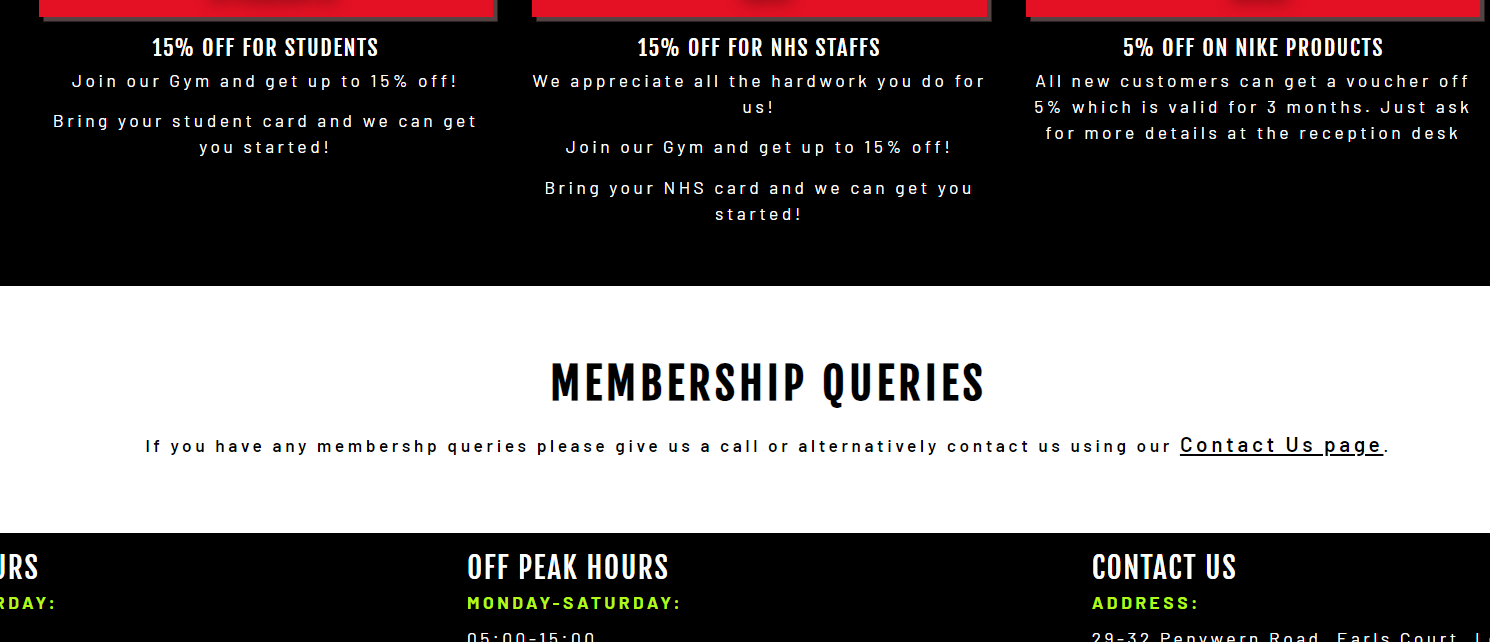 15% OFF FOR STUDENTS
Join our Gym and get up to 15% off!
Bring your student card and we can get
you started!
15% OFF FOR NHS STAFFS
We appreciate all the hardwork you do for
us!
Join our Gym and get up to 15% off!
Bring your NHS card and we can get you
started!
5% OFF ON NIKE PRODUCTS
All new customers can get a voucher off
5% which is valid for 3 months. Just ask
for more details at the reception desk
MEMBERSHIP QUERIES
If you have any membershp queries please give us a call or alternatively contact us using our Contact Us page.
URS
RDAY:
OFF PEAK HOURS
MONDAY-SATURDAY:
05:00-15:00
CONTACT US
ADDRESS:
29-32 Penywern Road, Earls Court,